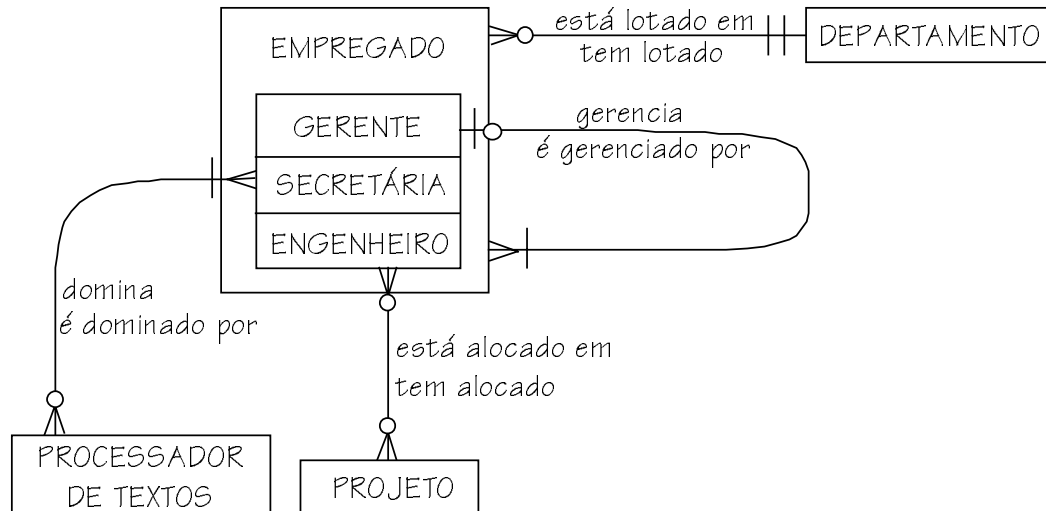 EMPREGADO
está lotado em
tem lotado
DEPARTAMENTO
GERENTE
gerencia
é gerenciado por
SECRETÁRIA
ENGENHEIRO
domina
é dominado por
está alocado em
tem alocado
PROCESSADOR
DE TEXTOS
PROJETO